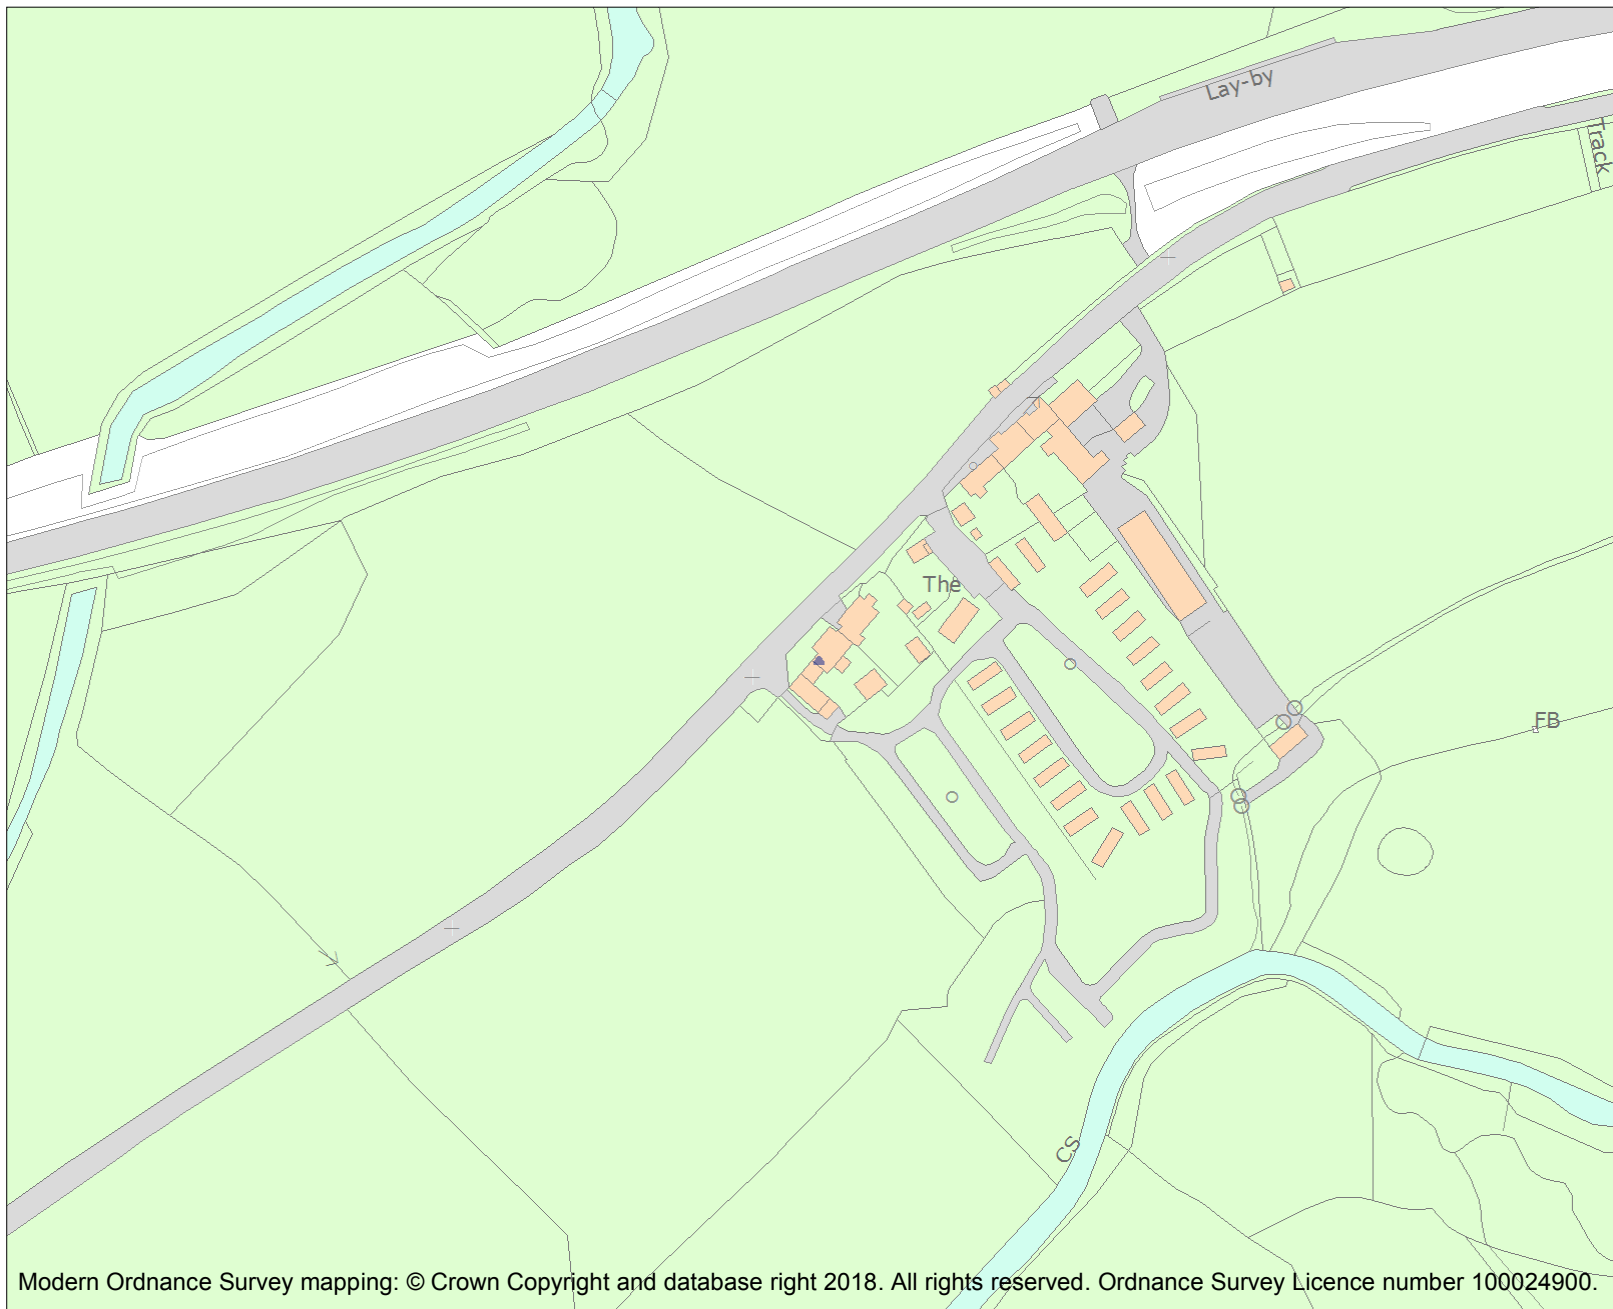 Lay-by
Track
The
FB
CS
Modern Ordnance Survey mapping: © Crown Copyright and database right 2018. All rights reserved. Ordnance Survey Licence number 100024900.